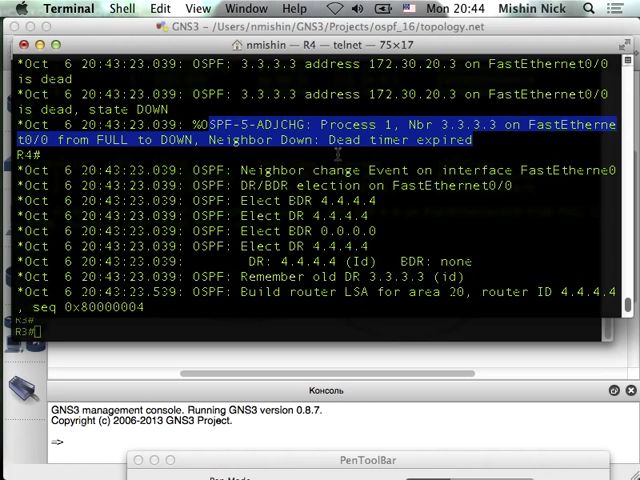 Terminal Shell Edit View Window Help Mon 20:44 Mishin Nick
GNS3 — /Users/nmishin/GNS3/Projects/ospf_16/topology.net
nmishin — R4 — telnet — 75×17
*Oct 6 20:43:23.039: OSPF: 3.3.3.3 address 172.30.20.3 on FastEthernet0/0
is dead
*Oct 6 20:43:23.039: OSPF: 3.3.3.3 address 172.30.20.3 on FastEthernet0/0
is dead, state DOWN
*Oct 6 20:43:23.039: %OSPF-5-ADJCHG: Process 1, Nbr 3.3.3.3 on FastEtherne
t0/0 from FULL to DOWN, Neighbor Down: Dead timer expired
R4#
*Oct 6 20:43:23.039: OSPF: Neighbor change Event on interface FastEthernet0
*Oct 6 20:43:23.039: OSPF: DR/BDR election on FastEthernet0/0
*Oct 6 20:43:23.039: OSPF: Elect BDR 4.4.4.4
*Oct 6 20:43:23.039: OSPF: Elect DR 4.4.4.4
*Oct 6 20:43:23.039: OSPF: Elect BDR 0.0.0.0
*Oct 6 20:43:23.039: OSPF: Elect DR 4.4.4.4
*Oct 6 20:43:23.039: DR: 4.4.4.4 (Id) BDR: none
*Oct 6 20:43:23.039: OSPF: Remember old DR 3.3.3.3 (id)
*Oct 6 20:43:23.539: OSPF: Build router LSA for area 20, router ID 4.4.4.4
, seq 0x80000004
R3#
R3#
Консоль
GNS3 management console. Running GNS3 version 0.8.7.
Copyright (c) 2006-2013 GNS3 Project.
=>
PenToolBar
Pen Mode